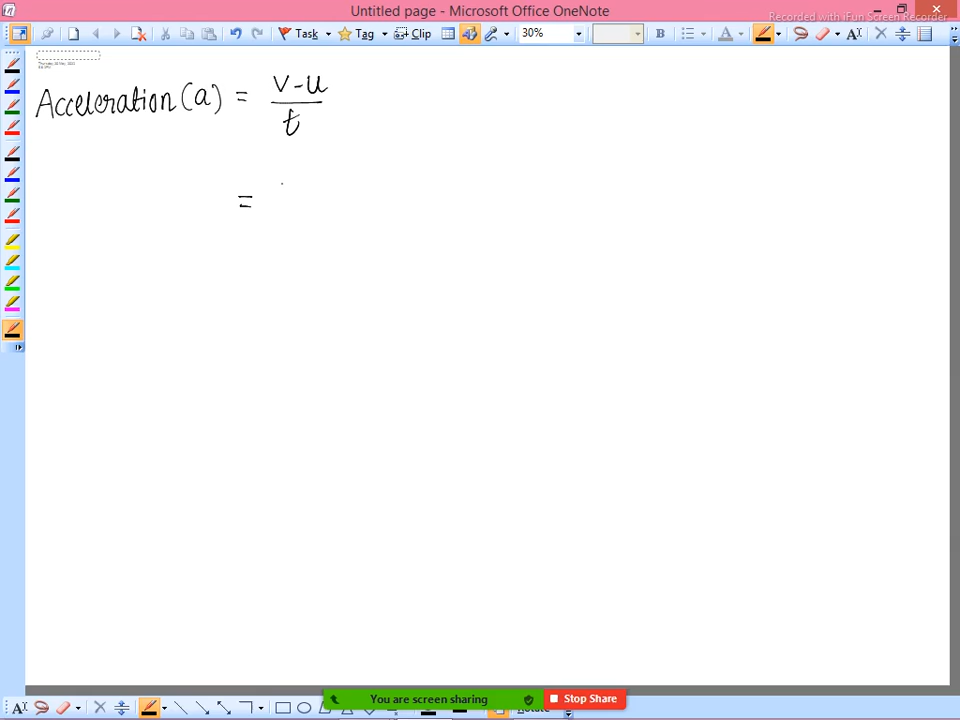 Untitled page - Microsoft Office OneNote
Recorded with iFun Screen Recorder
Task
Tag
Clip
30%
B
A
A
Acceleration (a) = v-u
t
=
A
You are screen sharing
Stop Share